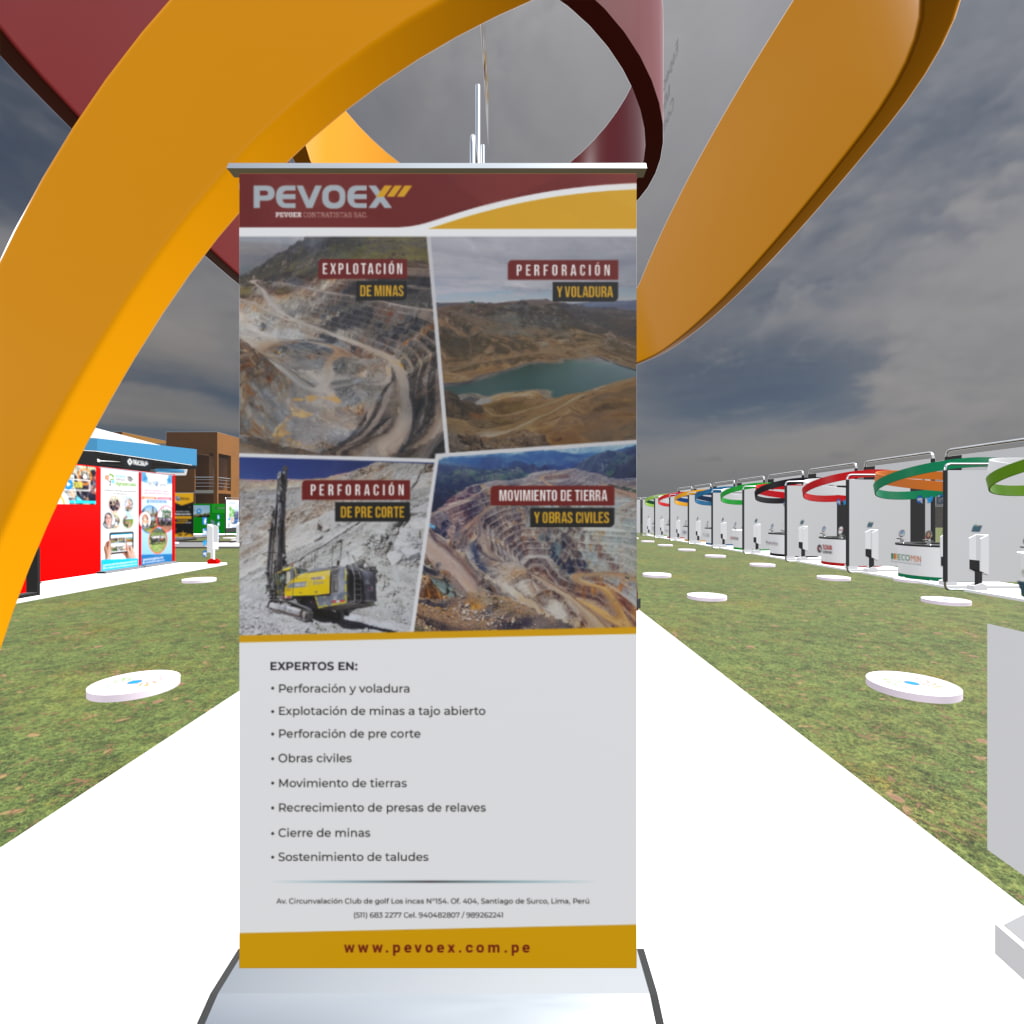 PEVOEX
PEVOEX CONTRATISTAS SAC.
EXPLOTACIÓN
DE MINAS
PERFORACIÓN
Y VOLADURA
PERFORACIÓN
DE PRE CORTE
MOVIMIENTO DE TIERRA
Y OBRAS CIVILES
EXPERTOS EN:
• Perforación y voladura
• Explotación de minas a tajo abierto
• Perforación de pre corte
• Obras civiles
• Movimiento de tierras
• Recrecimiento de presas de relaves
• Cierre de minas
• Sostenimiento de taludes
Av. Circunvalación Club de golf Los incas N°154. Of. 404, Santiago de Surco, Lima, Perú
(511) 683 2277 Cel. 940482807 / 989262241
www.pevoex.com.pe
ECOMIN